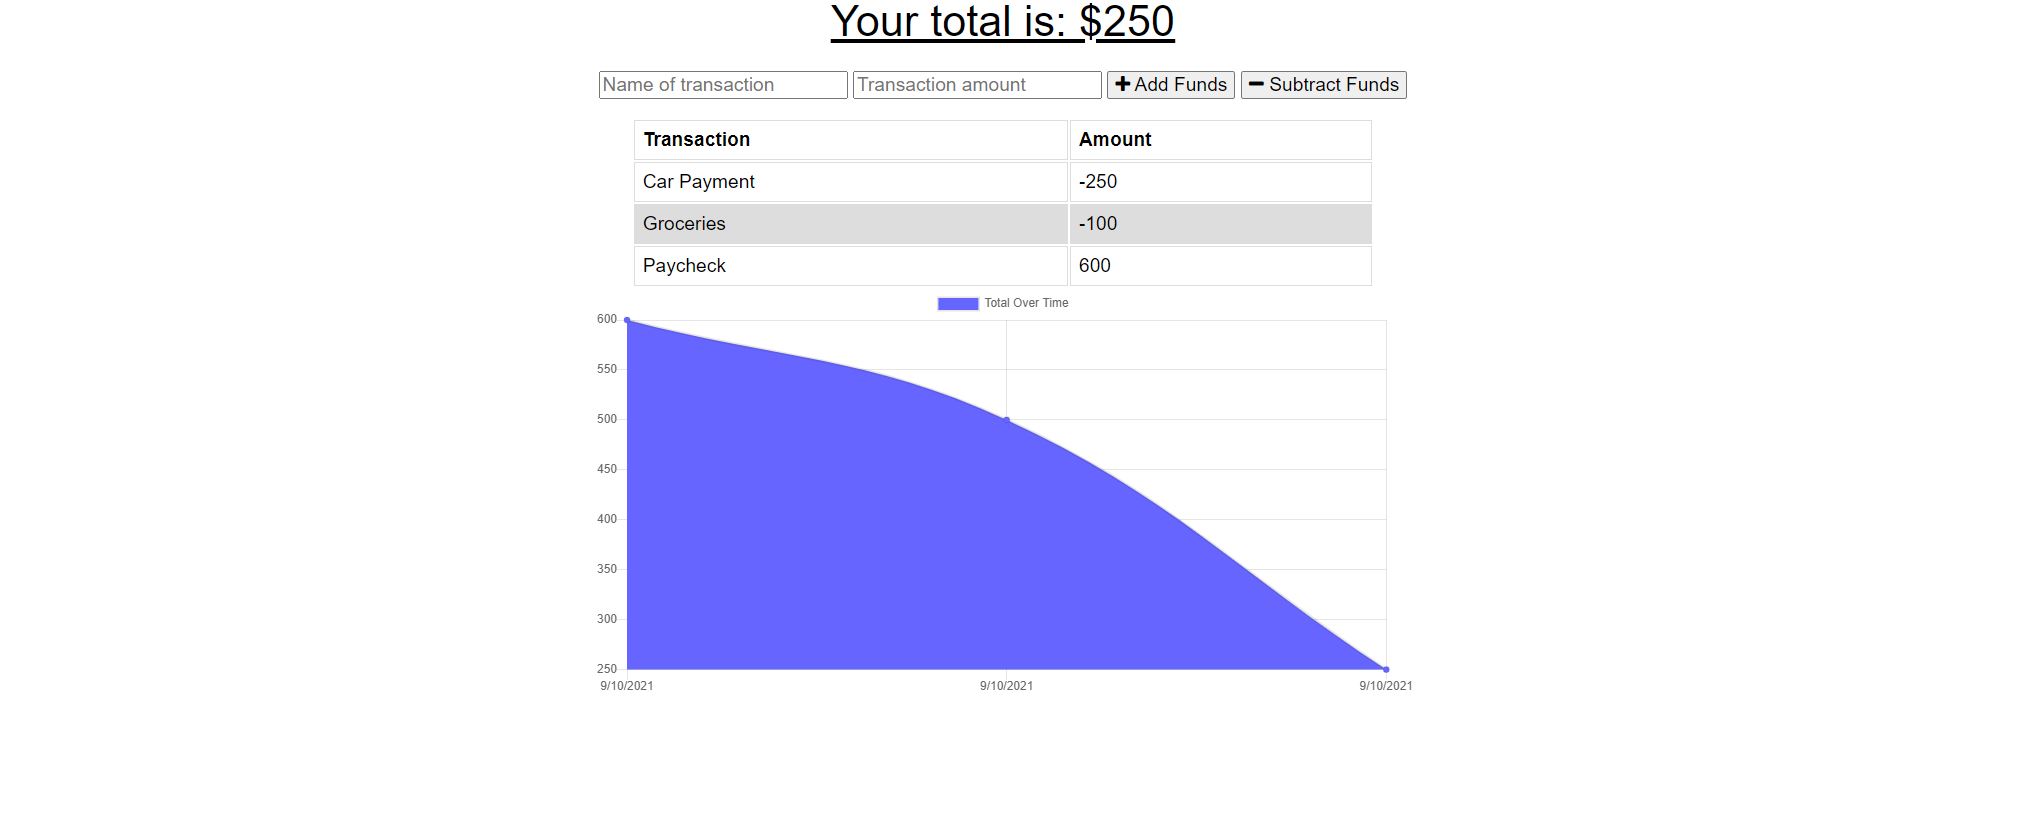 Your total is: $250
Name of transaction Transaction amount + Add Funds − Subtract Funds
Transaction Amount
Car Payment -250
Groceries -100
Paycheck 600
Total Over Time
600
550
500
450
400
350
300
250
9/10/2021 9/10/2021 9/10/2021